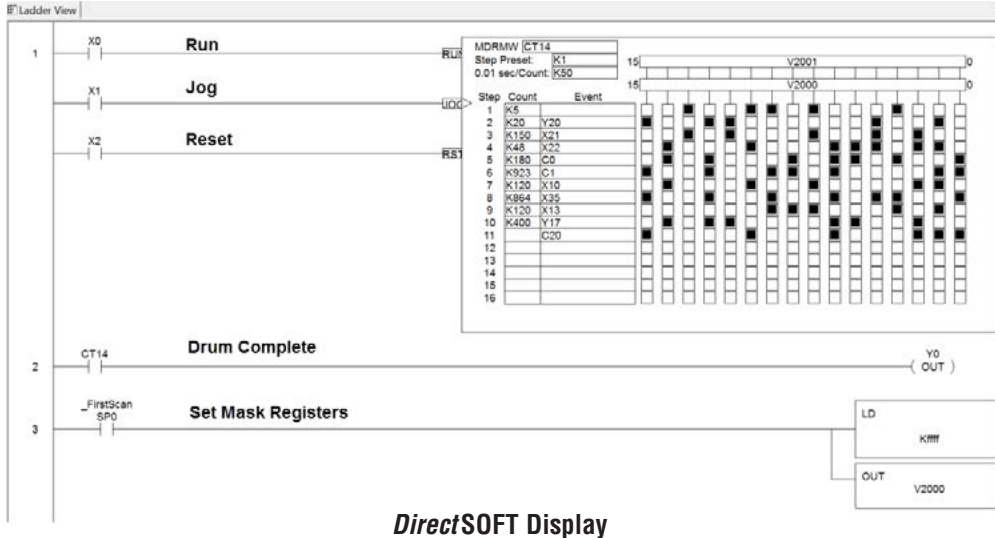 Ladder View
1
X0
Run
RUN
X1
Jog
JOG
X2
Reset
RST
MDRMW CT14
Step Preset: K1
0.01 sec/Count: K50
15 V2001 0
15 V2000 0
Step Count Event
1 K5
2 K20 Y20
3 K150 X21
4 K48 X22
5 K180 C0
6 K923 C1
7 K120 X10
8 K864 X35
9 K120 X13
10 K400 Y17
11 C20
12
13
14
15
16
2
CT14
Drum Complete
Y0
OUT
3
_FirstScan
SP0
Set Mask Registers
LD
Kffff
OUT
V2000
DirectSOFT Display